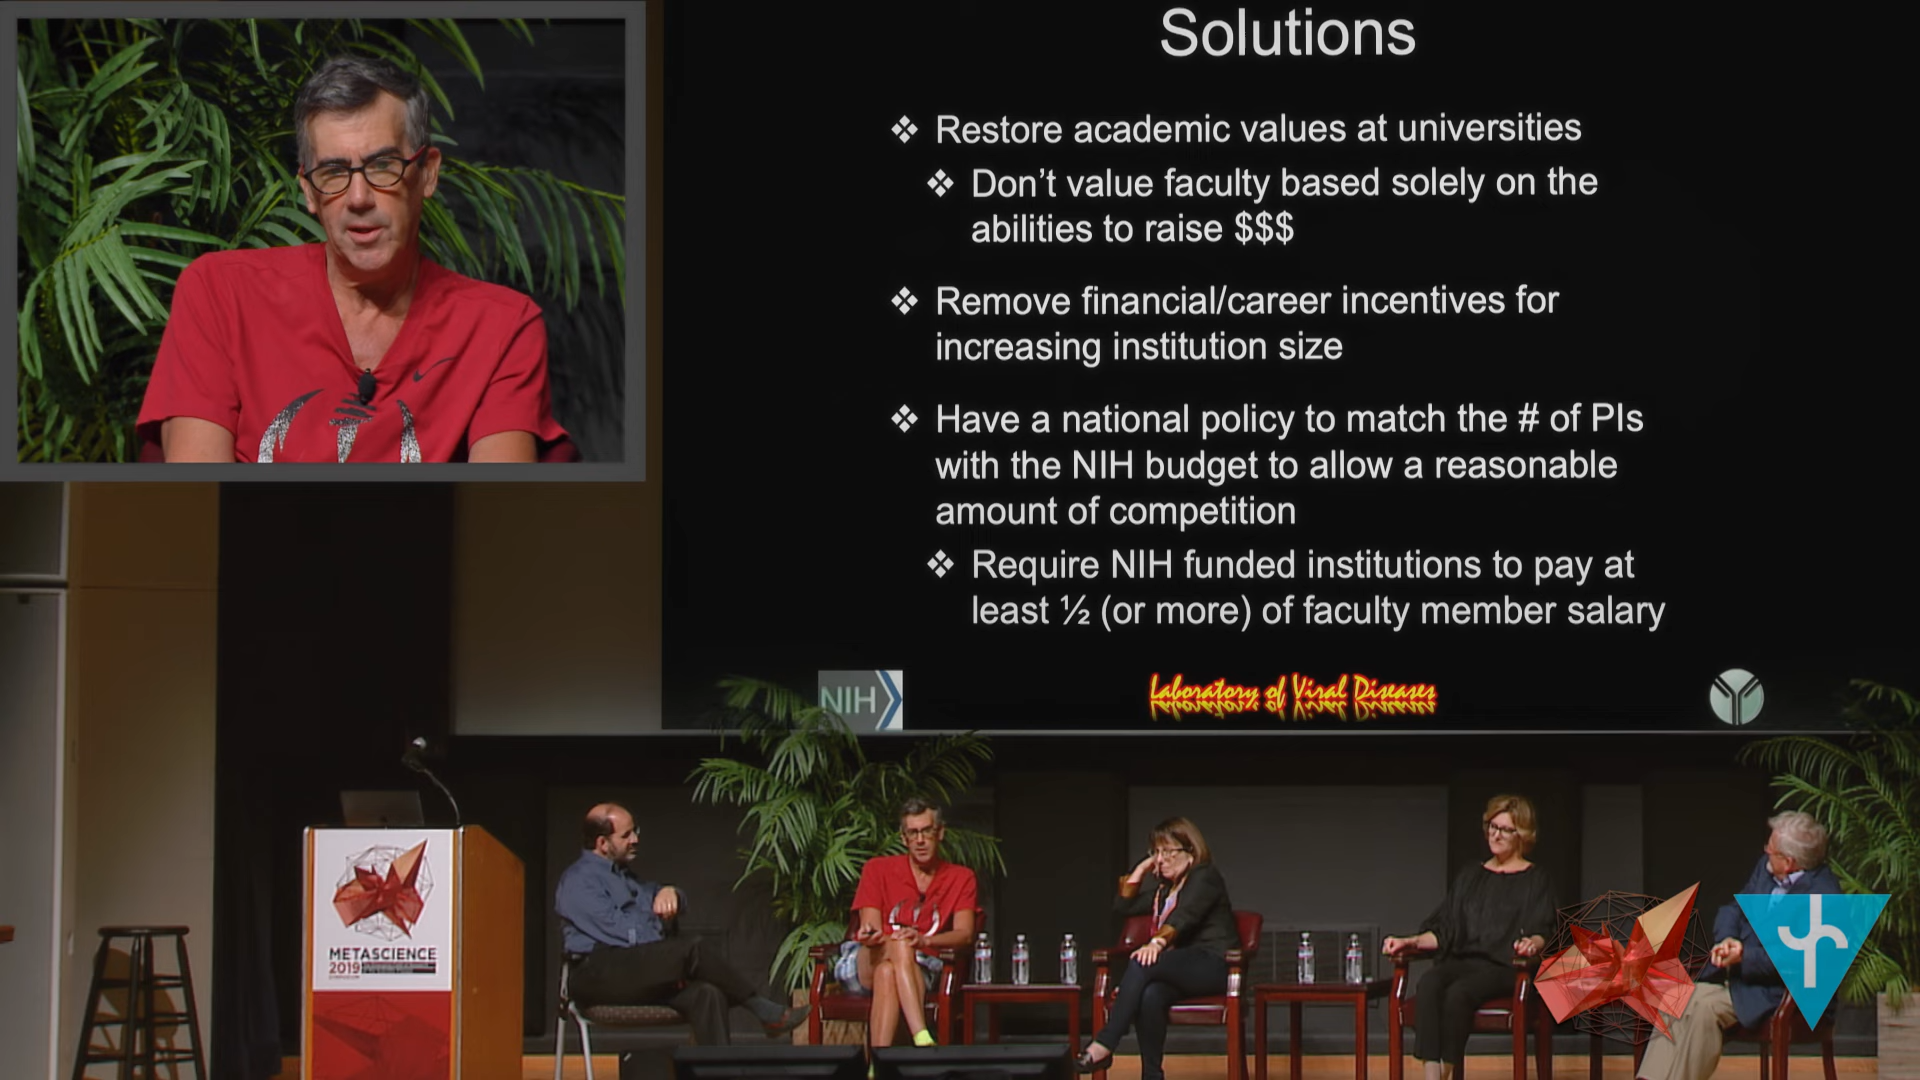 Solutions
❖ Restore academic values at universities
❖ Don’t value faculty based solely on the
abilities to raise $$$
❖ Remove financial/career incentives for
increasing institution size
❖ Have a national policy to match the # of PIs
with the NIH budget to allow a reasonable
amount of competition
❖ Require NIH funded institutions to pay at
least ½ (or more) of faculty member salary
NIH
Laboratory of Viral Diseases
METASCIENCE
2019
SYMPOSIUM